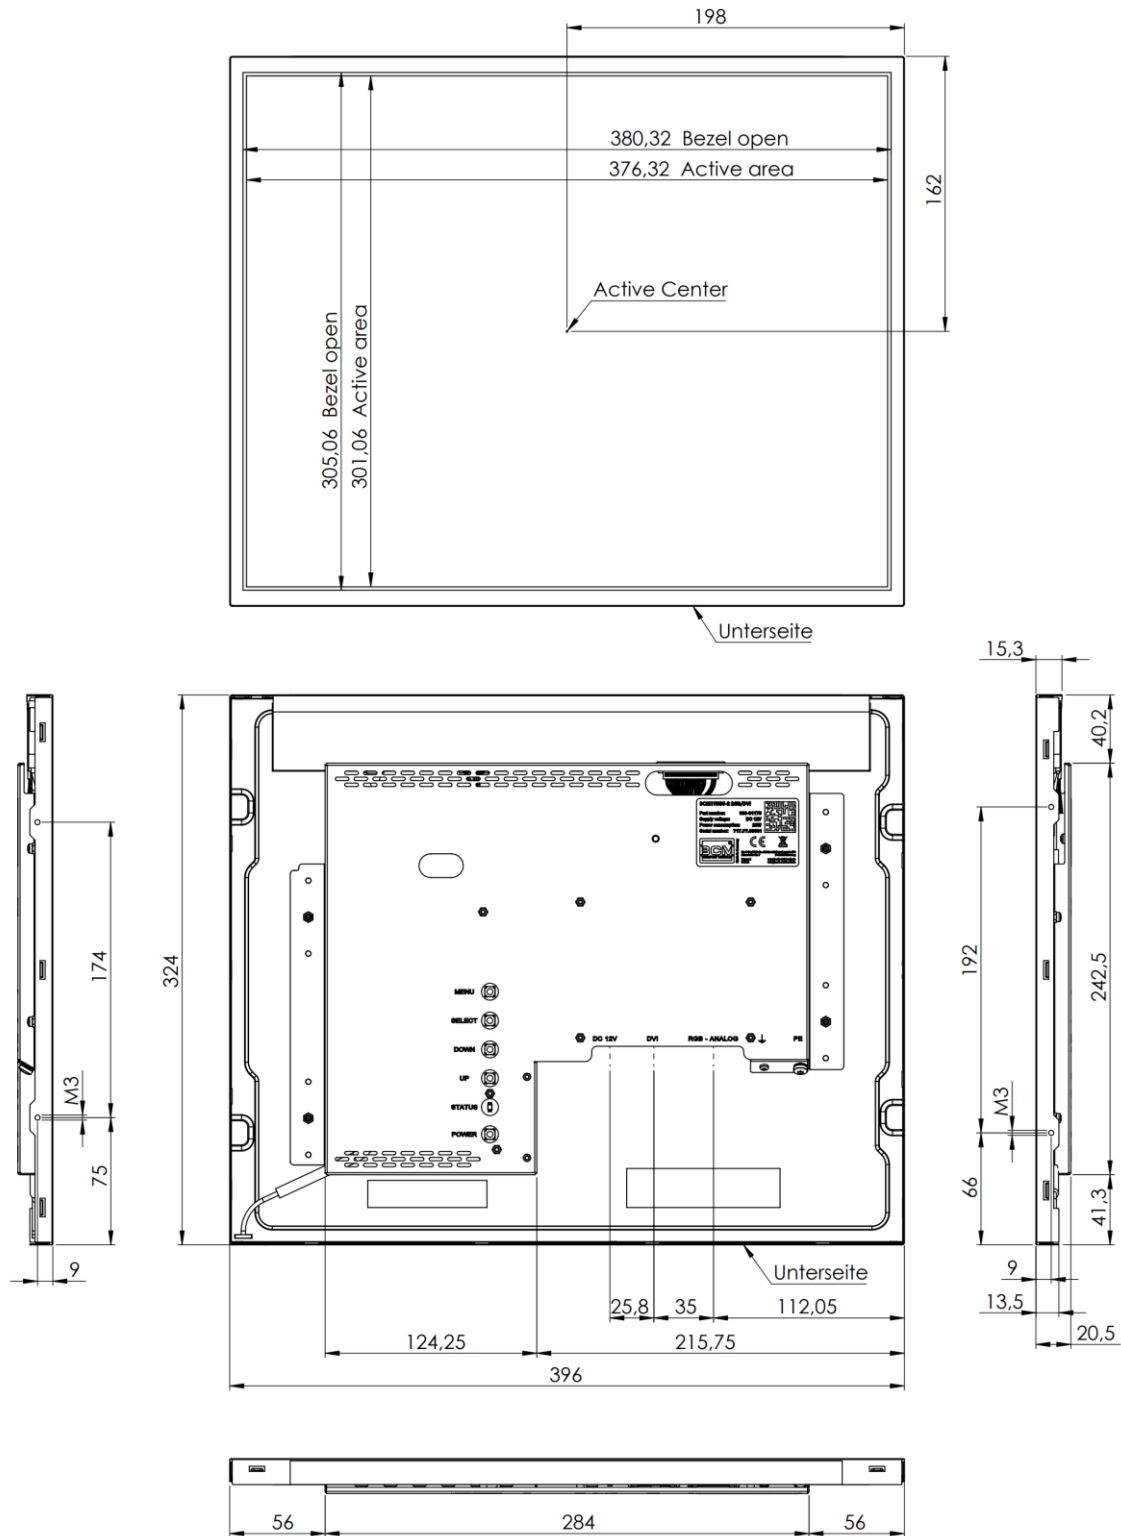 198
380,32 Bezel open
376,32 Active area
162
Active Center
305,06 Bezel open
301,06 Active area
Unterseite
15,3
40,2
324
174
M3
75
9
MENU
SELECT
DOWN
UP
STATUS
POWER
DC 12V
DVI
RGB - ANALOG
PE
BCM
CE
192
242,5
M3
66
41,3
9
13,5
20,5
Unterseite
25,8
35
112,05
124,25
215,75
396
56
284
56